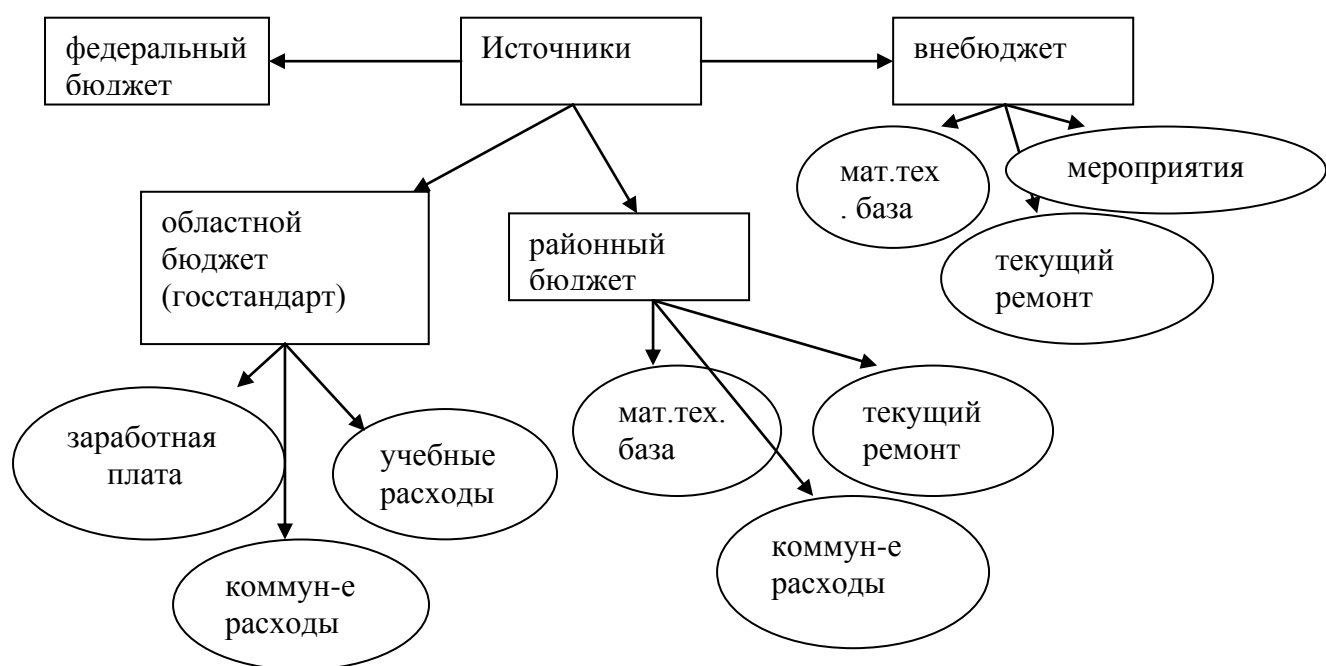 федеральный
бюджет
Источники
внебюджет
мат.тех
. база
мероприятия
текущий
ремонт
областной
бюджет
(госстандарт)
районный
бюджет
заработная
плата
учебные
расходы
коммун-е
расходы
мат.тех.
база
текущий
ремонт
коммун-е
расходы